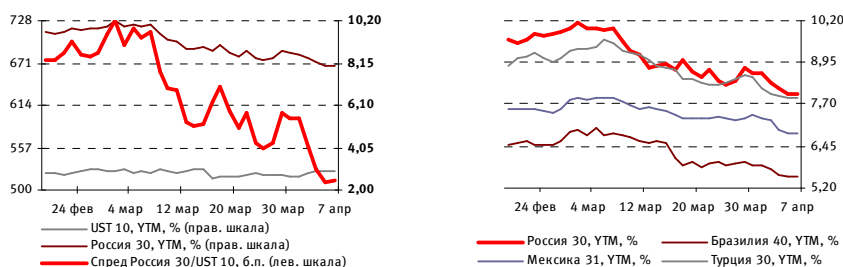 728
671
614
557
500
10,20
8,15
6,10
4,05
2,00
24 фев
4 мар
12 мар
20 мар
30 мар
7 апр
UST 10, YTM, % (прав. шкала)
Россия 30, YTM, % (прав. шкала)
Спред Россия 30/UST 10, б.п. (лев. шкала)
10,20
8,95
7,70
6,45
5,20
24 фев
4 мар
12 мар
20 мар
30 мар
7 апр
Россия 30, YTM, %
Бразилия 40, YTM, %
Мексика 31, YTM, %
Турция 30, YTM, %